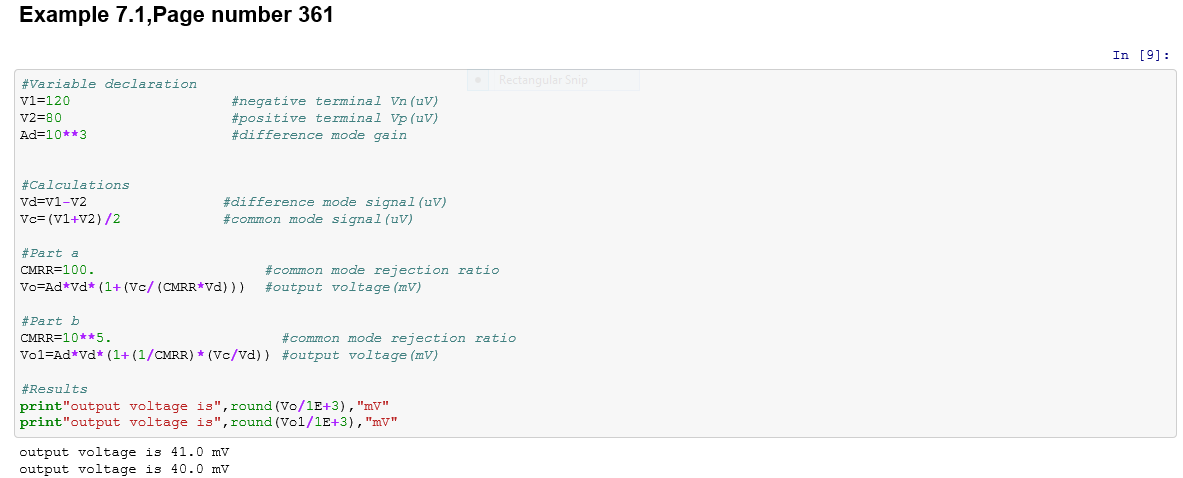 Example 7.1,Page number 361
In [9]:
Rectangular Snip
#Variable declaration
V1=120 #negative terminal Vn(uV)
V2=80 #positive terminal Vp(uV)
Ad=10**3 #difference mode gain
#Calculations
Vd=V1-V2 #difference mode signal(uV)
Vc=(V1+V2)/2 #common mode signal(uV)
#Part a
CMRR=100. #common mode rejection ratio
Vo=Ad*Vd*(1+(Vc/(CMRR*Vd))) #output voltage(mV)
#Part b
CMRR=10**5. #common mode rejection ratio
Vo1=Ad*Vd*(1+(1/CMRR)*(Vc/Vd)) #output voltage(mV)
#Results
print"output voltage is",round(Vo/1E+3),"mV"
print"output voltage is",round(Vo1/1E+3),"mV"
output voltage is 41.0 mV
output voltage is 40.0 mV